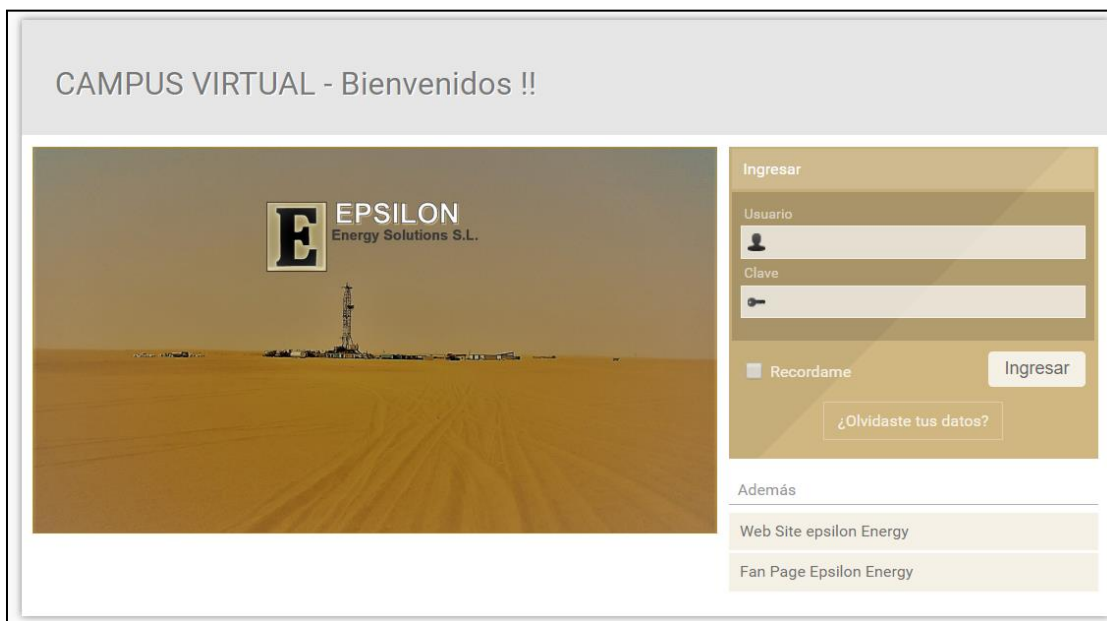 CAMPUS VIRTUAL - Bienvenidos !!
E
EPSILON
Energy Solutions S.L.
Ingresar
Usuario
Clave
Recordame
Ingresar
¿Olvidaste tus datos?
Además
Web Site epsilon Energy
Fan Page Epsilon Energy